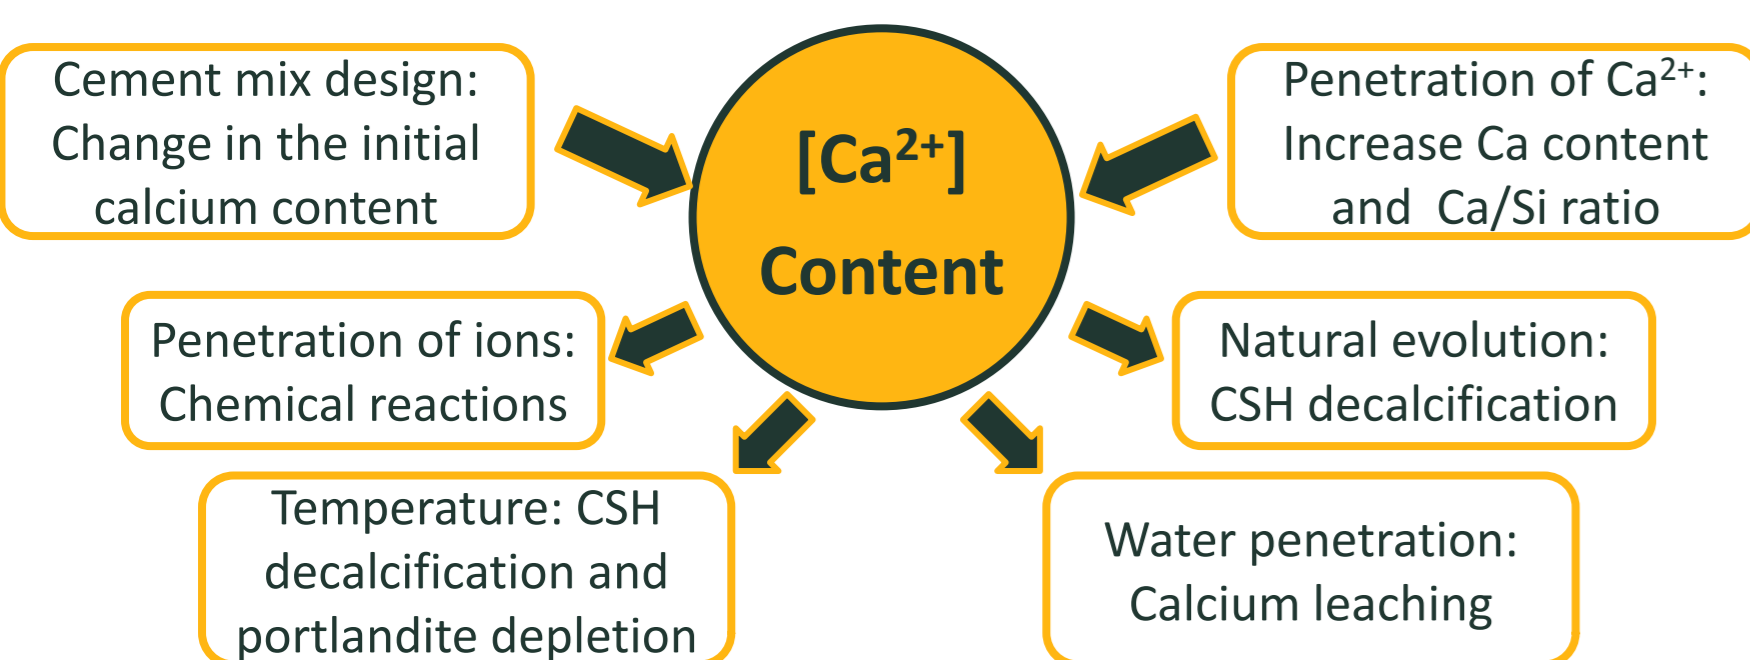 Cement mix design:
Change in the initial
calcium content
[Ca²⁺]
Content
Penetration of Ca²⁺:
Increase Ca content
and  Ca/Si ratio
Penetration of ions:
Chemical reactions
Natural evolution:
CSH decalcification
Temperature: CSH
decalcification and
portlandite depletion
Water penetration:
Calcium leaching